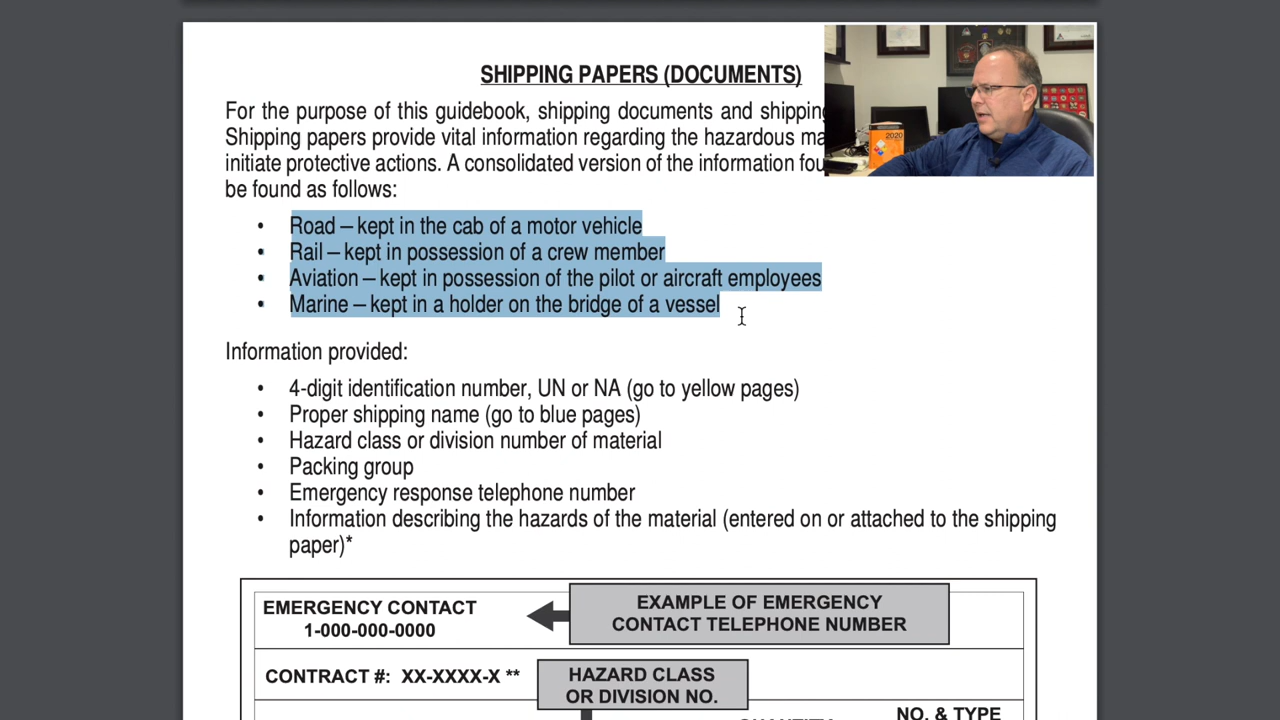 SHIPPING PAPERS (DOCUMENTS)
For the purpose of this guidebook, shipping documents and shipping
Shipping papers provide vital information regarding the hazardous
initiate protective actions. A consolidated version of the information
be found as follows:
• Road – kept in the cab of a motor vehicle
• Rail – kept in possession of a crew member
• Aviation – kept in possession of the pilot or aircraft employees
• Marine – kept in a holder on the bridge of a vessel
Information provided:
• 4-digit identification number, UN or NA (go to yellow pages)
• Proper shipping name (go to blue pages)
• Hazard class or division number of material
• Packing group
• Emergency response telephone number
• Information describing the hazards of the material (entered on or attached to the shipping
paper)*
EMERGENCY CONTACT
1-000-000-0000
EXAMPLE OF EMERGENCY
CONTACT TELEPHONE NUMBER
CONTRACT #: XX-XXXX-X **
HAZARD CLASS
OR DIVISION NO.
NO. & TYPE
2020